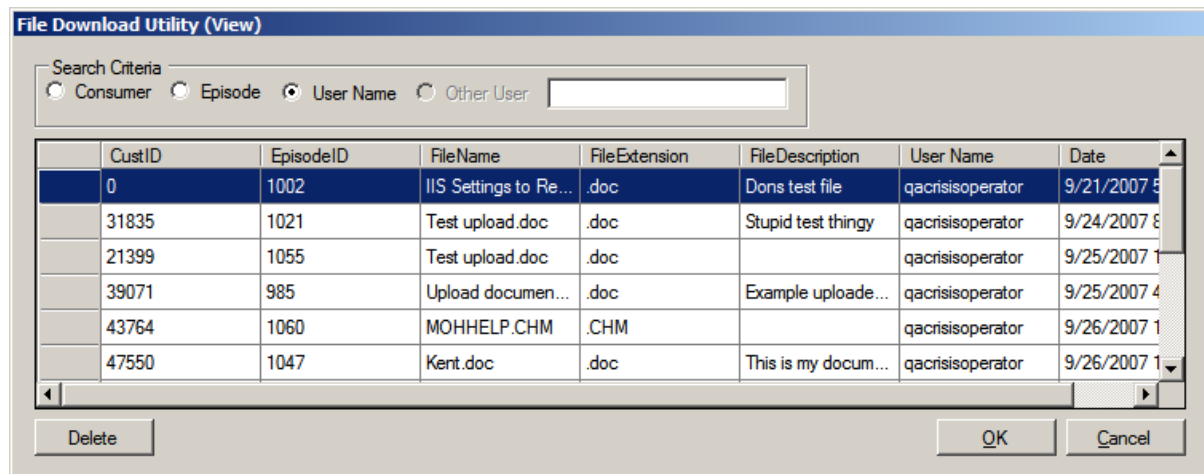 File Download Utility (View)
Search Criteria
Consumer Episode User Name Other User
CustID EpisodeID FileName FileExtension FileDescription User Name Date
0 1002 IIS Settings to Re... .doc Dons test file qacrisisoperator 9/21/2007 5
31835 1021 Test upload.doc .doc Stupid test thingy qacrisisoperator 9/24/2007 8
21399 1055 Test upload.doc .doc qacrisisoperator 9/25/2007 1
39071 985 Upload documen... .doc Example uploade... qacrisisoperator 9/25/2007 4
43764 1060 MOHHELP.CHM .CHM qacrisisoperator 9/26/2007 1
47550 1047 Kent.doc .doc This is my docum... qacrisisoperator 9/26/2007 1
Delete OK Cancel